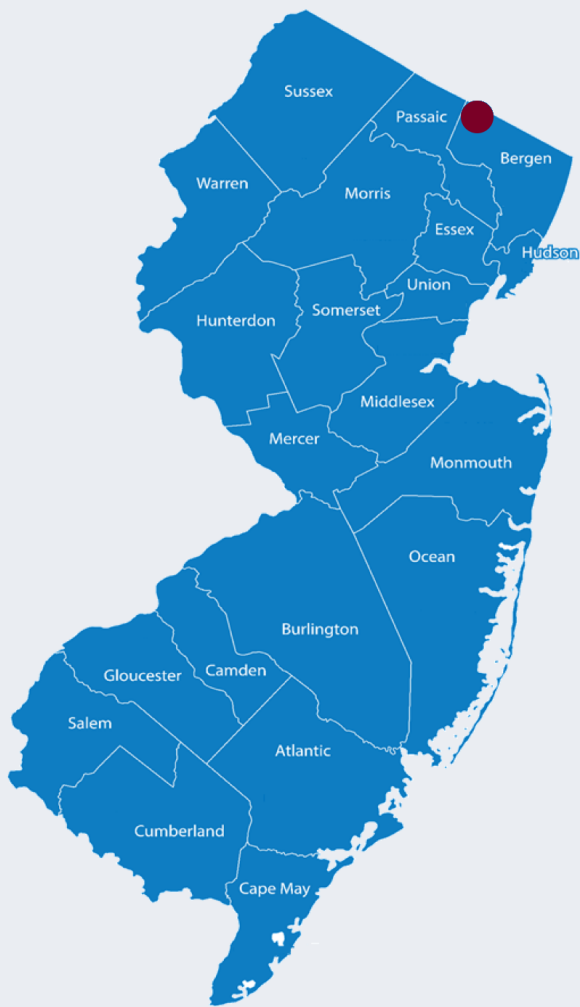 Sussex
Passaic
Bergen
Warren
Morris
Essex
Hudson
Union
Somerset
Hunterdon
Middlesex
Mercer
Monmouth
Ocean
Burlington
Camden
Gloucester
Salem
Atlantic
Cumberland
Cape May